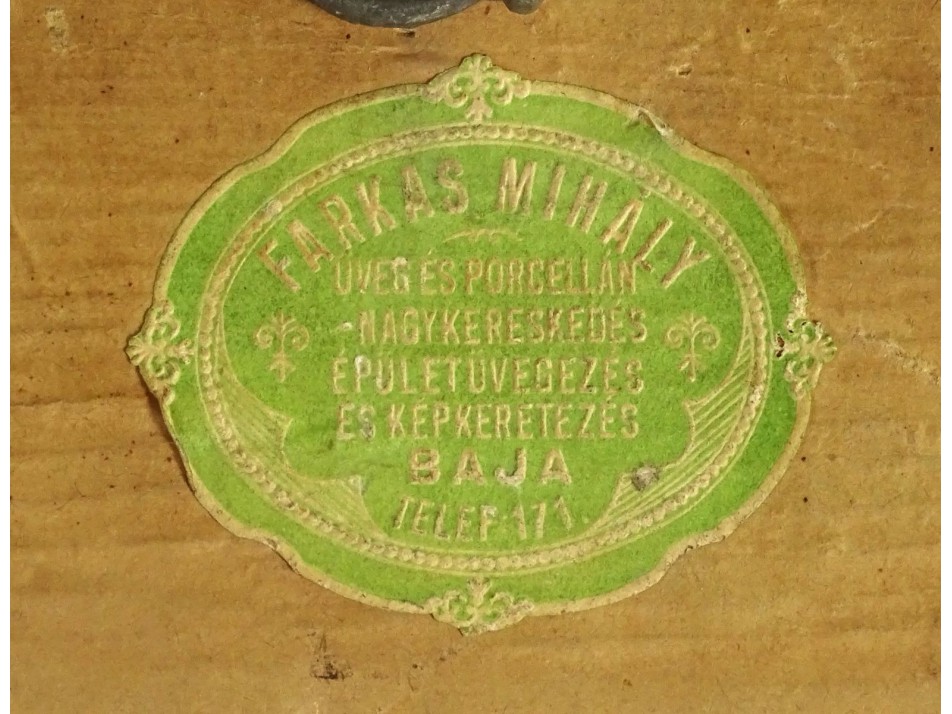 FARKAS MIHÁLY
ÜVEG ÉS PORCELLÁN
NAGYKERESKEDÉS
ÉPÜLETÜVEGEZÉS
ÉS KÉPKERETEZÉS
BAJA
TELEF. 171.